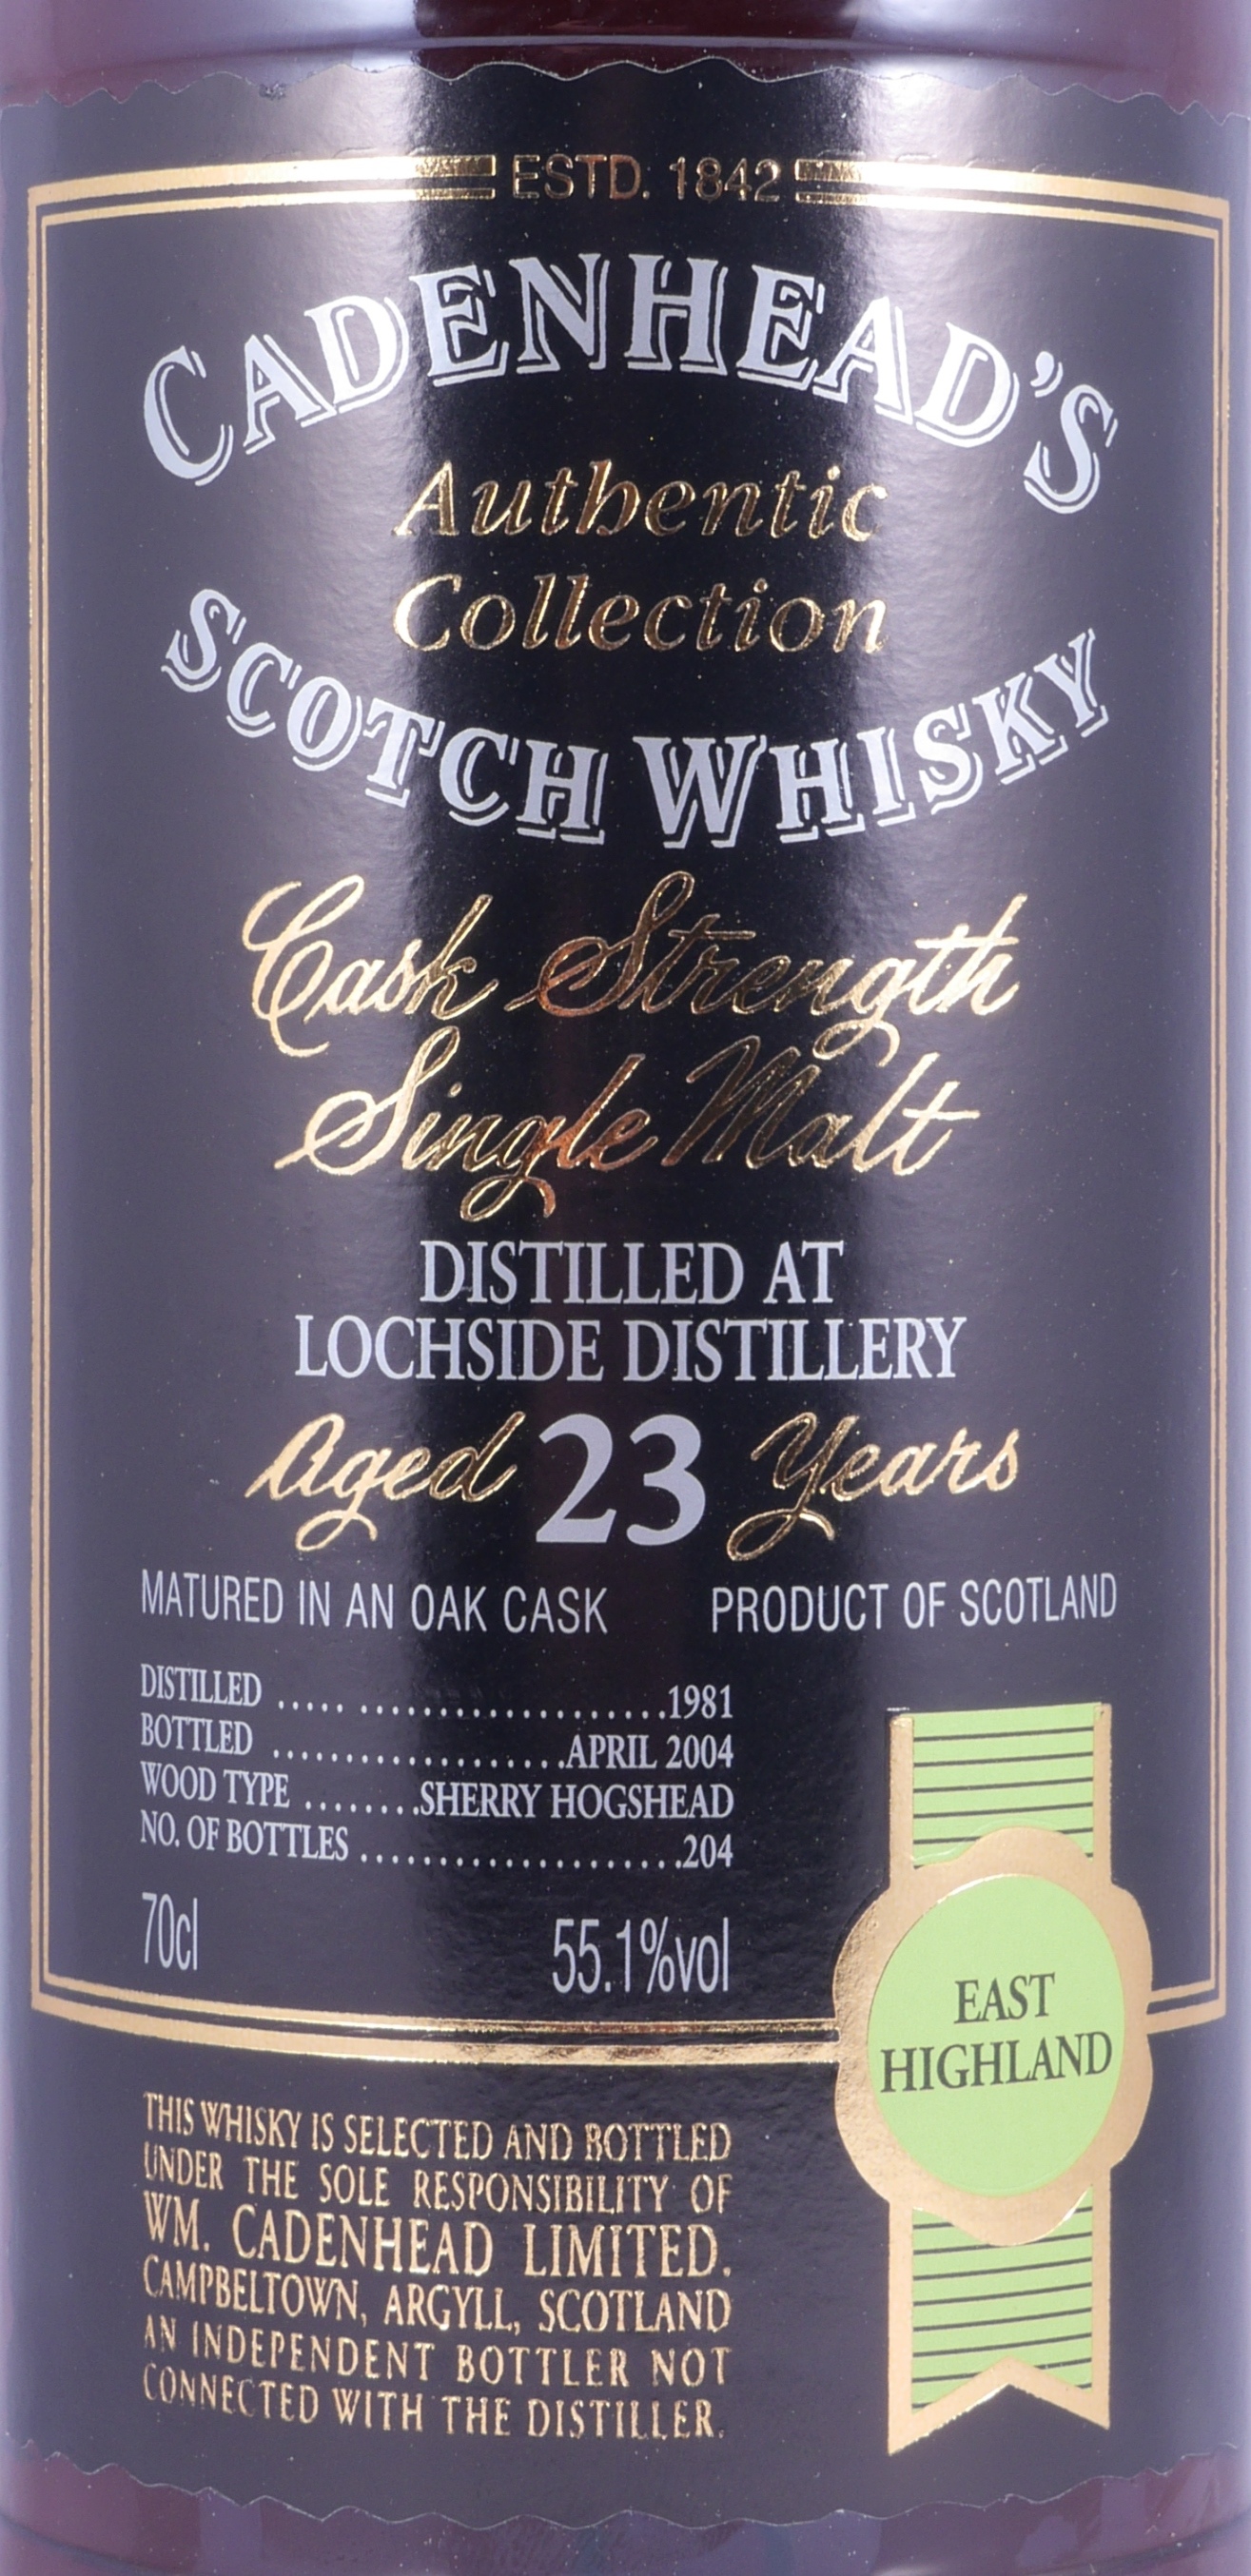 ESTD. 1842
CADENHEAD'S
Authentic
Collection
SCOTCH WHISKY
Cask Strength
Single Malt
DISTILLED AT
LOCHSIDE DISTILLERY
Aged 23 Years
MATURED IN AN OAK CASK PRODUCT OF SCOTLAND
DISTILLED ..... ....................1981
BOTTLED ....................APRIL 2004
WOOD TYPE ........SHERRY HOGSHEAD
NO. OF BOTTLES .....................204
70cl 55.1%vol
EAST
HIGHLAND
THIS WHISKY IS SELECTED AND BOTTLED
UNDER THE SOLE RESPONSIBILITY OF
WM. CADENHEAD LIMITED.
CAMPBELTOWN, ARGYLL, SCOTLAND
AN INDEPENDENT BOTTLER NOT
CONNECTED WITH THE DISTILLER.